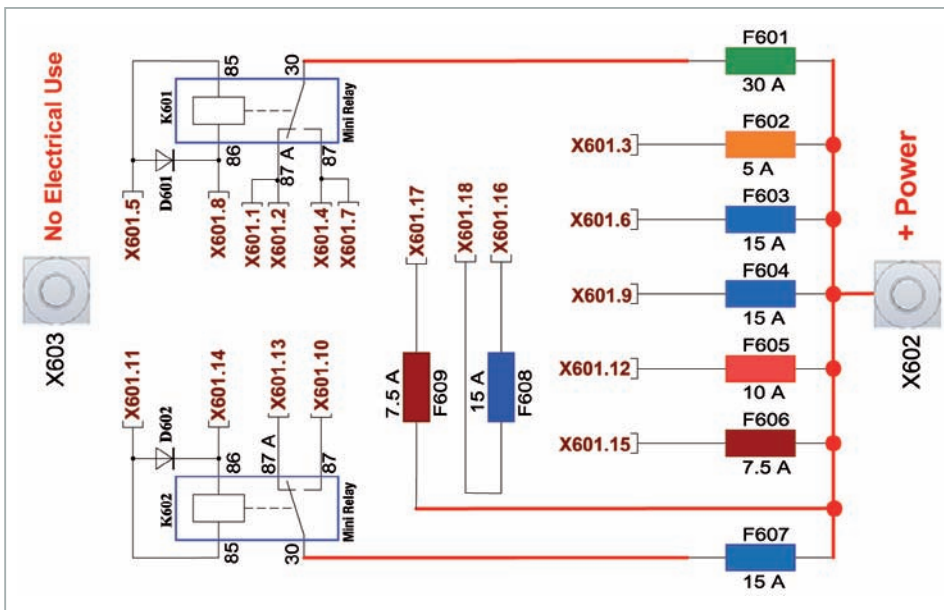 No Electrical Use
X603
85
30
K601
Mini Relay
86
87 A
87
D601
X601.5
X601.8
X601.1
X601.2
X601.4
X601.7
X601.11
X601.14
X601.13
X601.10
D602
86
87 A
87
K602
Mini Relay
85
30
X601.17
X601.18
X601.16
7.5 A
F609
15 A
F608
F601
30 A
X601.3
F602
5 A
X601.6
F603
15 A
X601.9
F604
15 A
X601.12
F605
10 A
X601.15
F606
7.5 A
F607
15 A
+ Power
X602